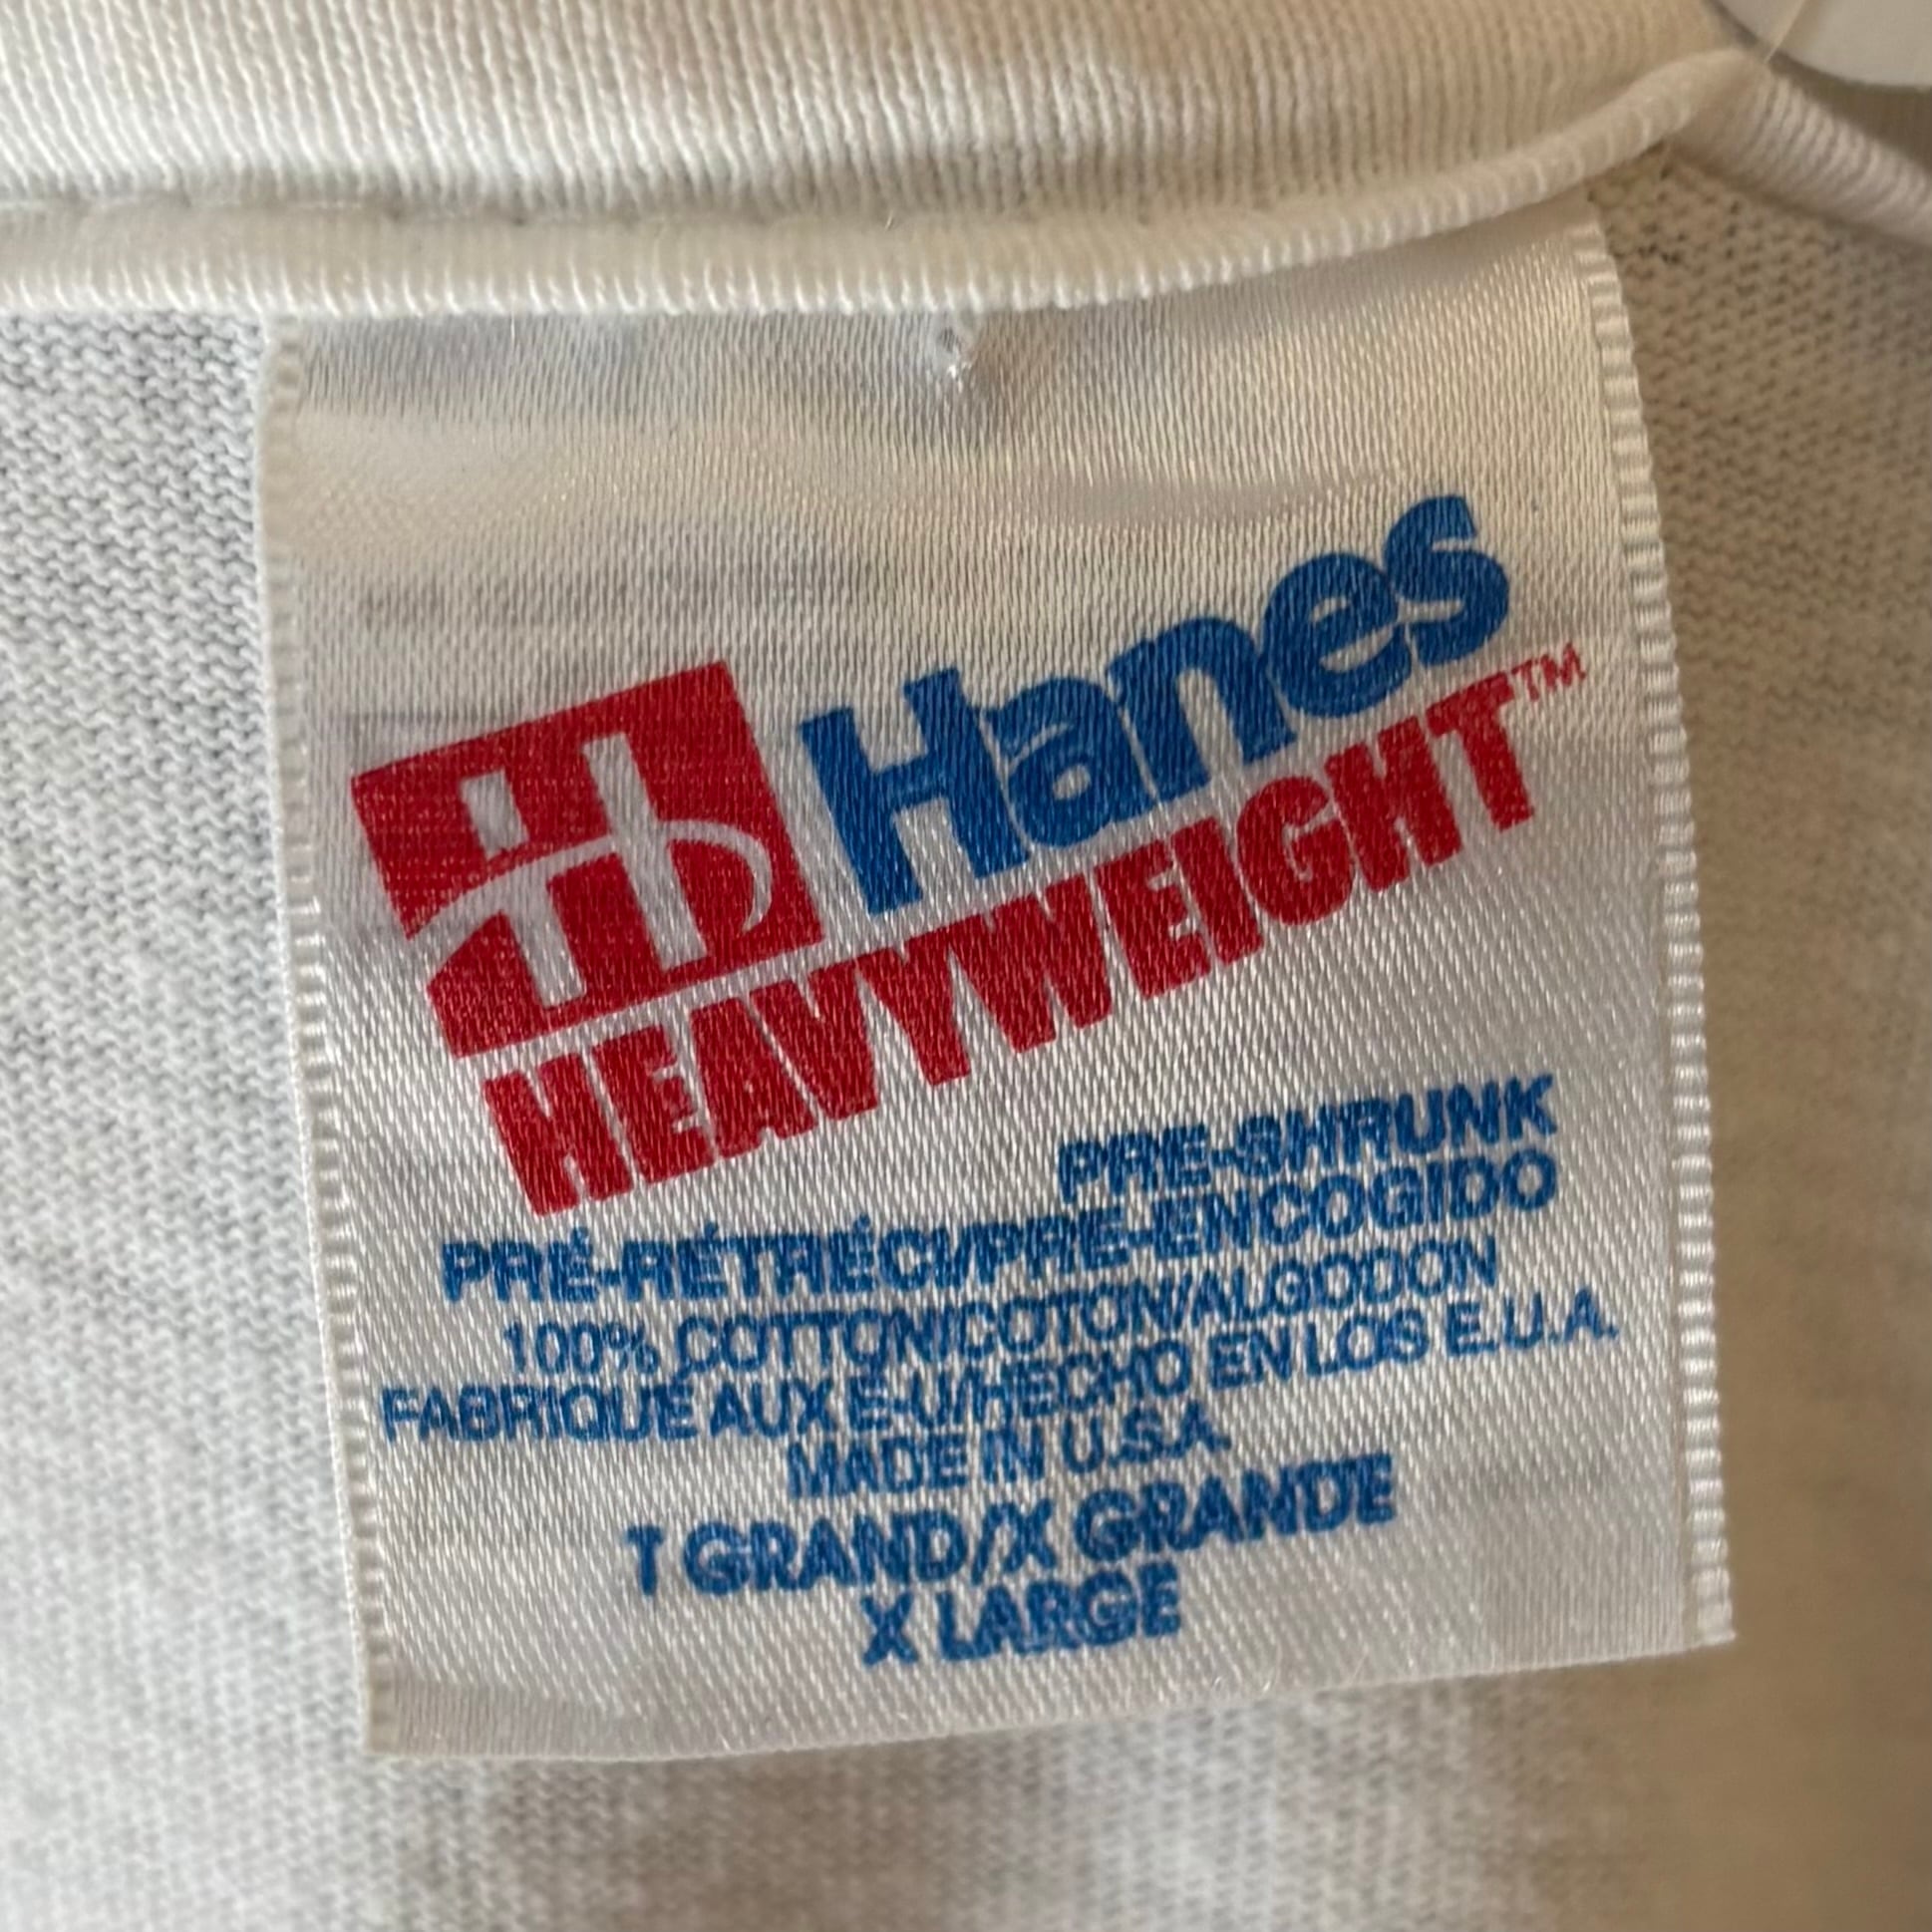 Hanes
HEAVYWEIGHT™
PRE-SHRUNK
PRÉ-RÉTRÉCI/PRE-ENCOGIDO
100% COTTON/COTON/ALGODON
FABRIQUE AUX E-U/HECHO EN LOS E.U.A.
MADE IN U.S.A.
T GRAND/X GRANDE
X LARGE